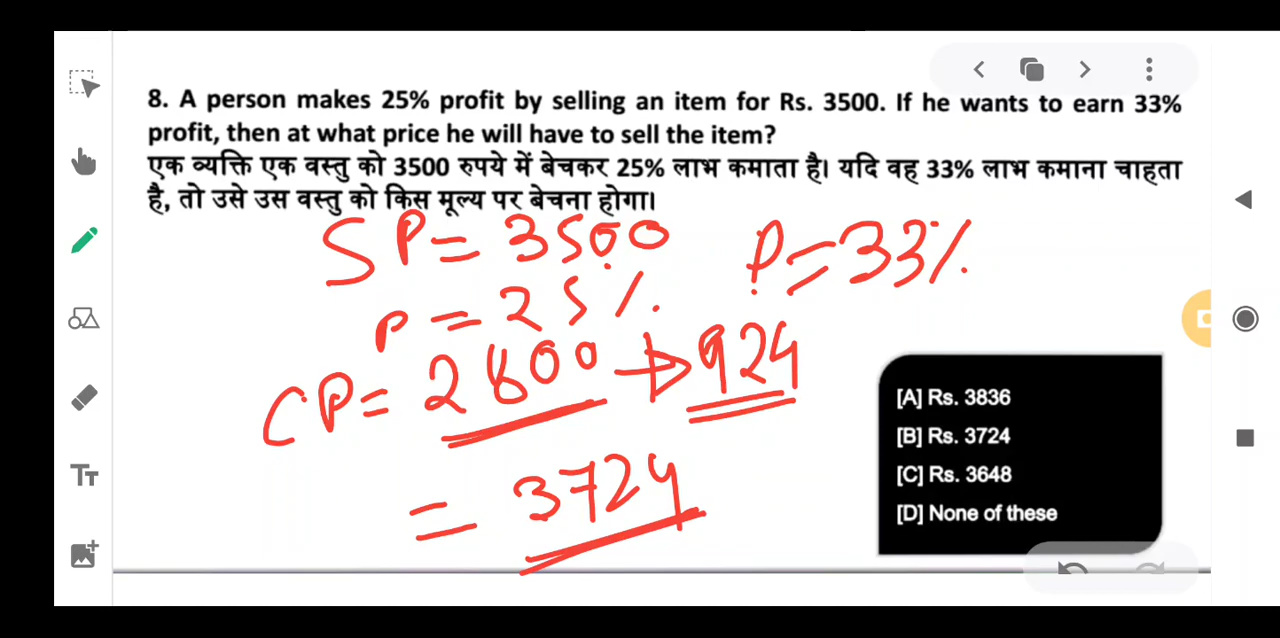 8. A person makes 25% profit by selling an item for Rs. 3500. If he wants to earn 33%
profit, then at what price he will have to sell the item?
एक व्यक्ति एक वस्तु को 3500 रुपये में बेचकर 25% लाभ कमाता है। यदि वह 33% लाभ कमाना चाहता
है, तो उसे उस वस्तु को किस मूल्य पर बेचना होगा।
SP = 3500
P = 33%
P = 25%
CP = 2800 → 924
= 3724
[A] Rs. 3836
[B] Rs. 3724
[C] Rs. 3648
[D] None of these
Tт